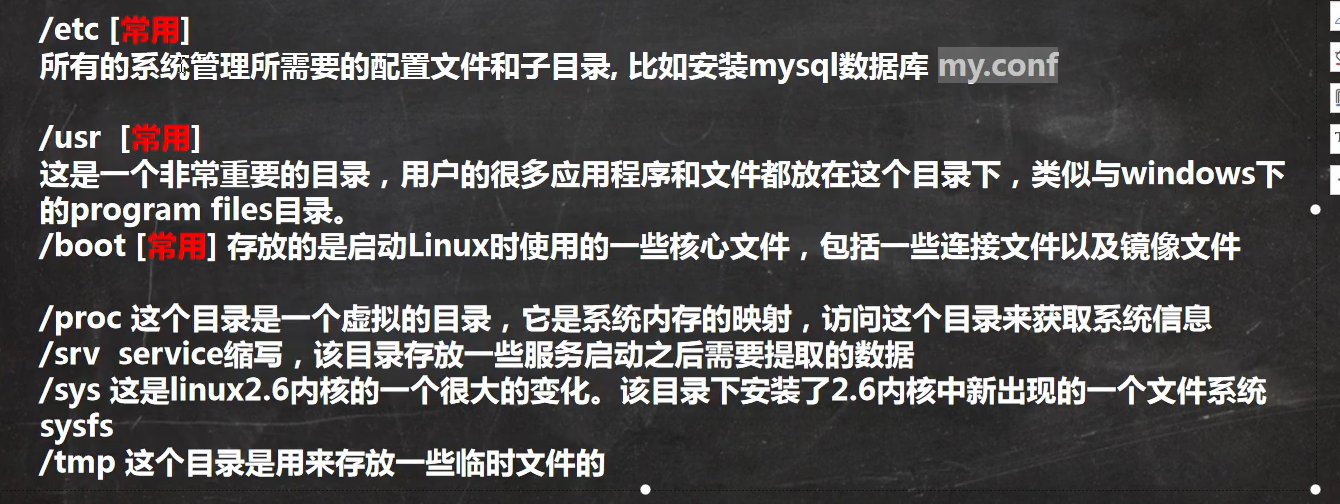 /etc [常用]
所有的系统管理所需要的配置文件和子目录, 比如安装mysql数据库 my.conf
/usr [常用]
这是一个非常重要的目录，用户的很多应用程序和文件都放在这个目录下，类似与windows下
的program files目录。
/boot [常用] 存放的是启动Linux时使用的一些核心文件，包括一些连接文件以及镜像文件
/proc 这个目录是一个虚拟的目录，它是系统内存的映射，访问这个目录来获取系统信息
/srv service缩写，该目录存放一些服务启动之后需要提取的数据
/sys 这是linux2.6内核的一个很大的变化。该目录下安装了2.6内核中新出现的一个文件系统
sysfs
/tmp 这个目录是用来存放一些临时文件的